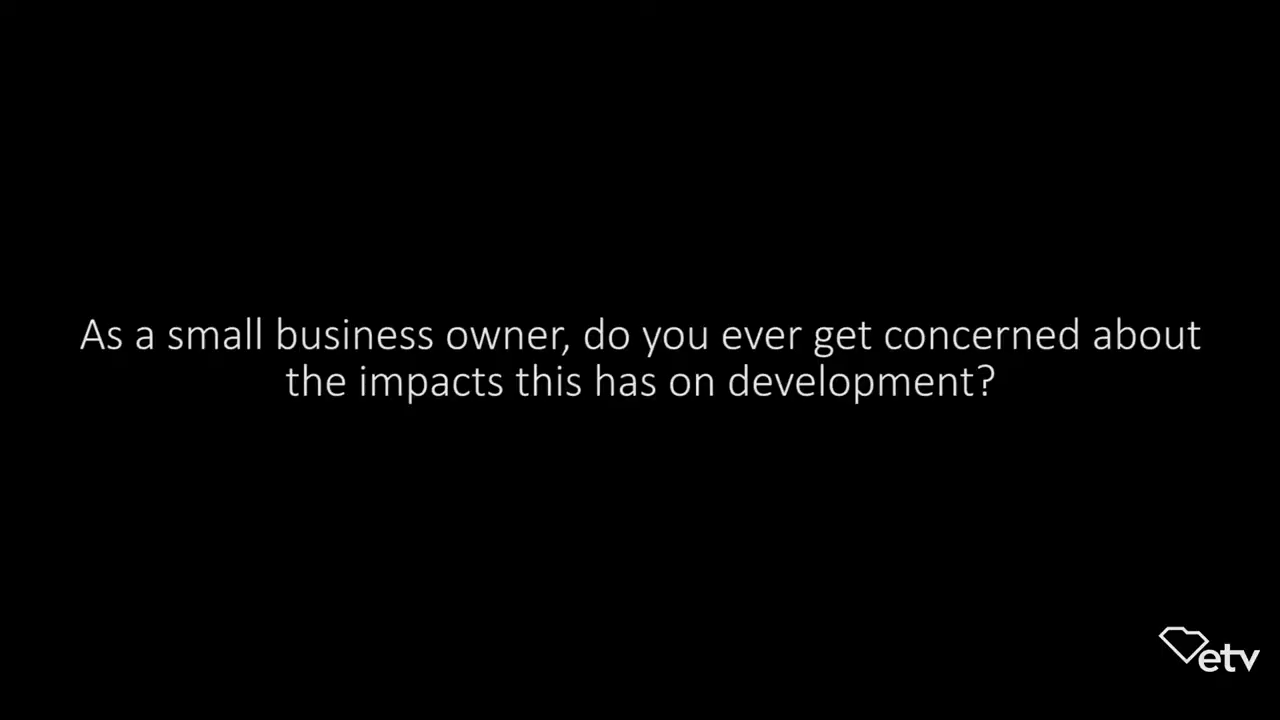 As a small business owner, do you ever get concerned about
the impacts this has on development?
etv